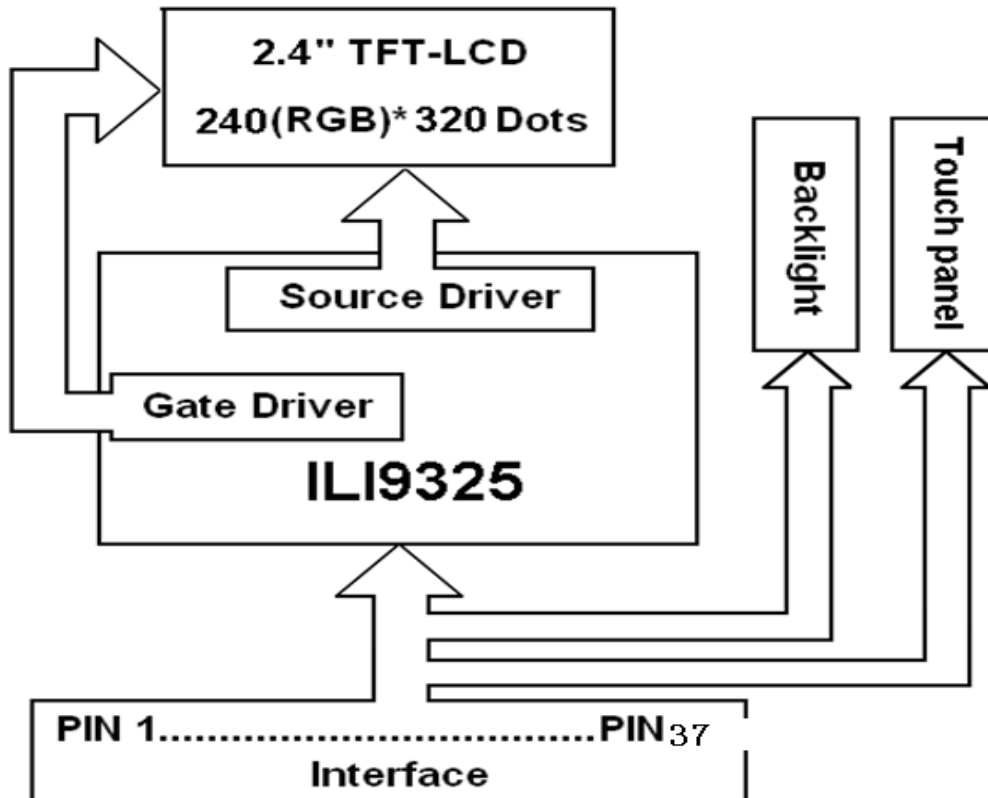 2.4" TFT-LCD
240(RGB)*320 Dots
Backlight
Touch panel
Source Driver
Gate Driver
ILI9325
PIN 1....................................PIN 37
Interface